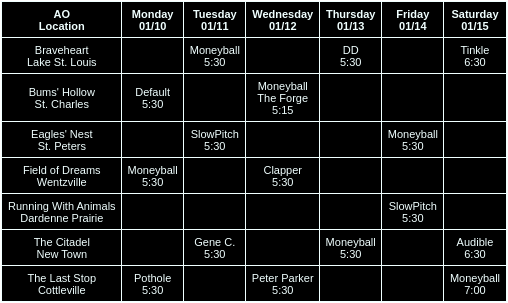 AO
Location
Monday
01/10
Tuesday
01/11
Wednesday
01/12
Thursday
01/13
Friday
01/14
Saturday
01/15
Braveheart
Lake St. Louis
Moneyball
5:30
DD
5:30
Tinkle
6:30
Bums' Hollow
St. Charles
Default
5:30
Moneyball
The Forge
5:15
Eagles' Nest
St. Peters
SlowPitch
5:30
Moneyball
5:30
Field of Dreams
Wentzville
Moneyball
5:30
Clapper
5:30
Running With Animals
Dardenne Prairie
SlowPitch
5:30
The Citadel
New Town
Gene C.
5:30
Moneyball
5:30
Audible
6:30
The Last Stop
Cottleville
Pothole
5:30
Peter Parker
5:30
Moneyball
7:00